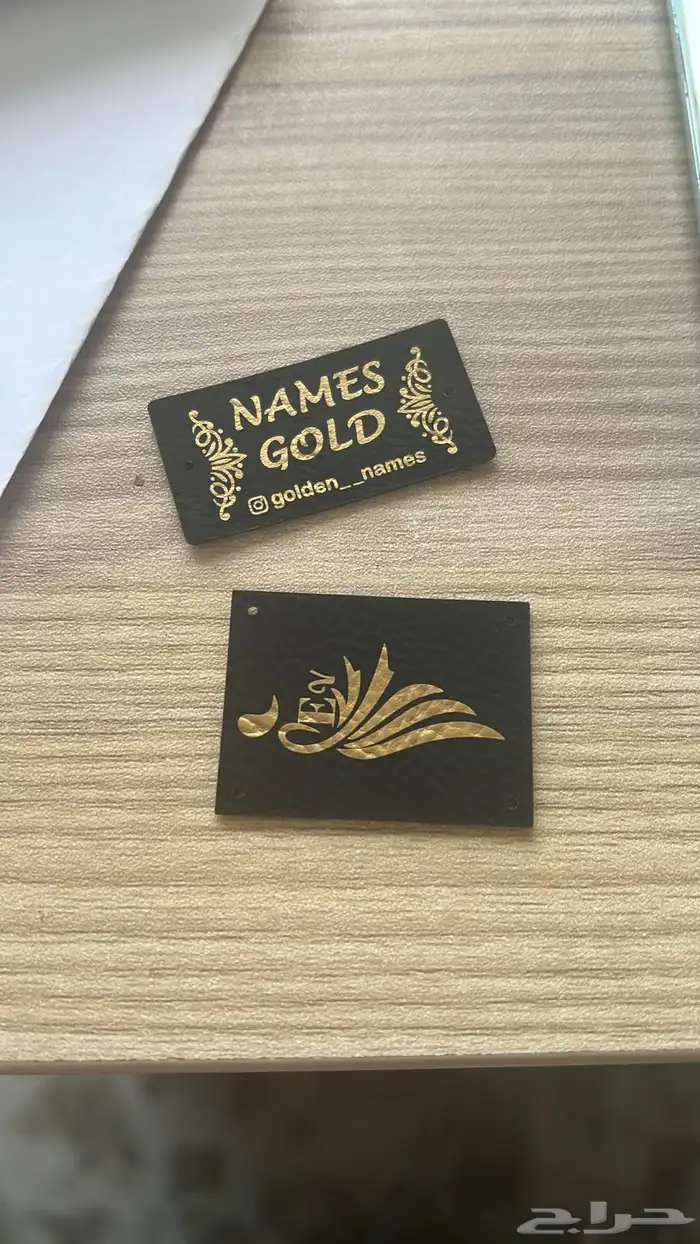 NAMES
GOLD
golden__names
EV
حراج